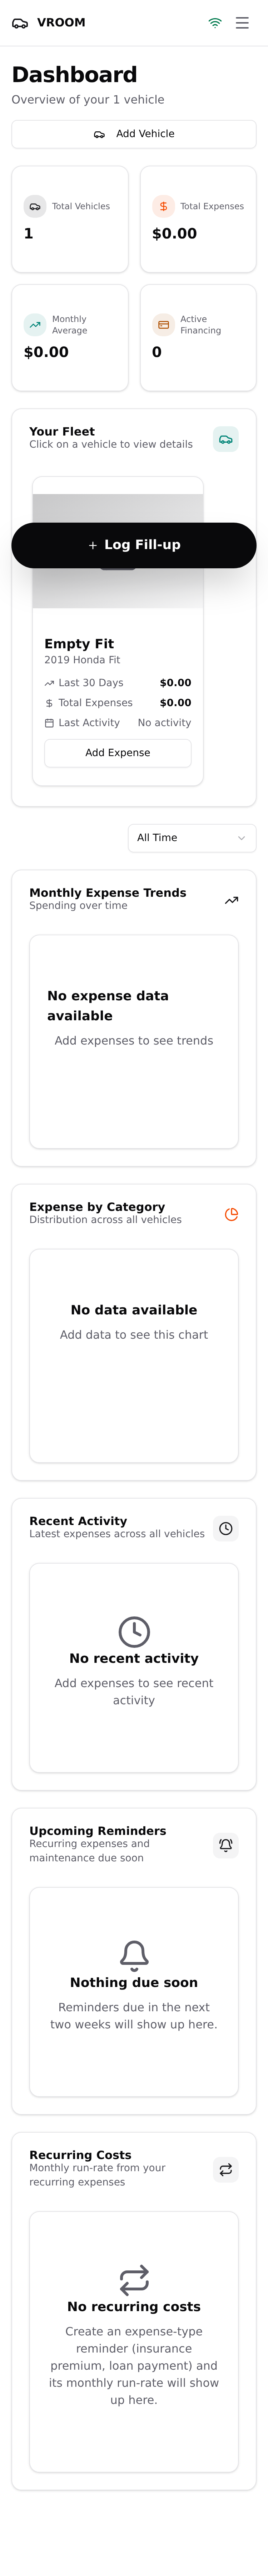 VROOM
Dashboard
Overview of your 1 vehicle
Add Vehicle
Total Vehicles
1
Total Expenses
$0.00
Monthly
Average
$0.00
Active
Financing
0
Your Fleet
Click on a vehicle to view details
+ Log Fill-up
Empty Fit
2019 Honda Fit
Last 30 Days $0.00
Total Expenses $0.00
Last Activity No activity
Add Expense
All Time
Monthly Expense Trends
Spending over time
No expense data
available
Add expenses to see trends
Expense by Category
Distribution across all vehicles
No data available
Add data to see this chart
Recent Activity
Latest expenses across all vehicles
No recent activity
Add expenses to see recent
activity
Upcoming Reminders
Recurring expenses and
maintenance due soon
Nothing due soon
Reminders due in the next
two weeks will show up here.
Recurring Costs
Monthly run-rate from your
recurring expenses
No recurring costs
Create an expense-type
reminder (insurance
premium, loan payment) and
its monthly run-rate will show
up here.